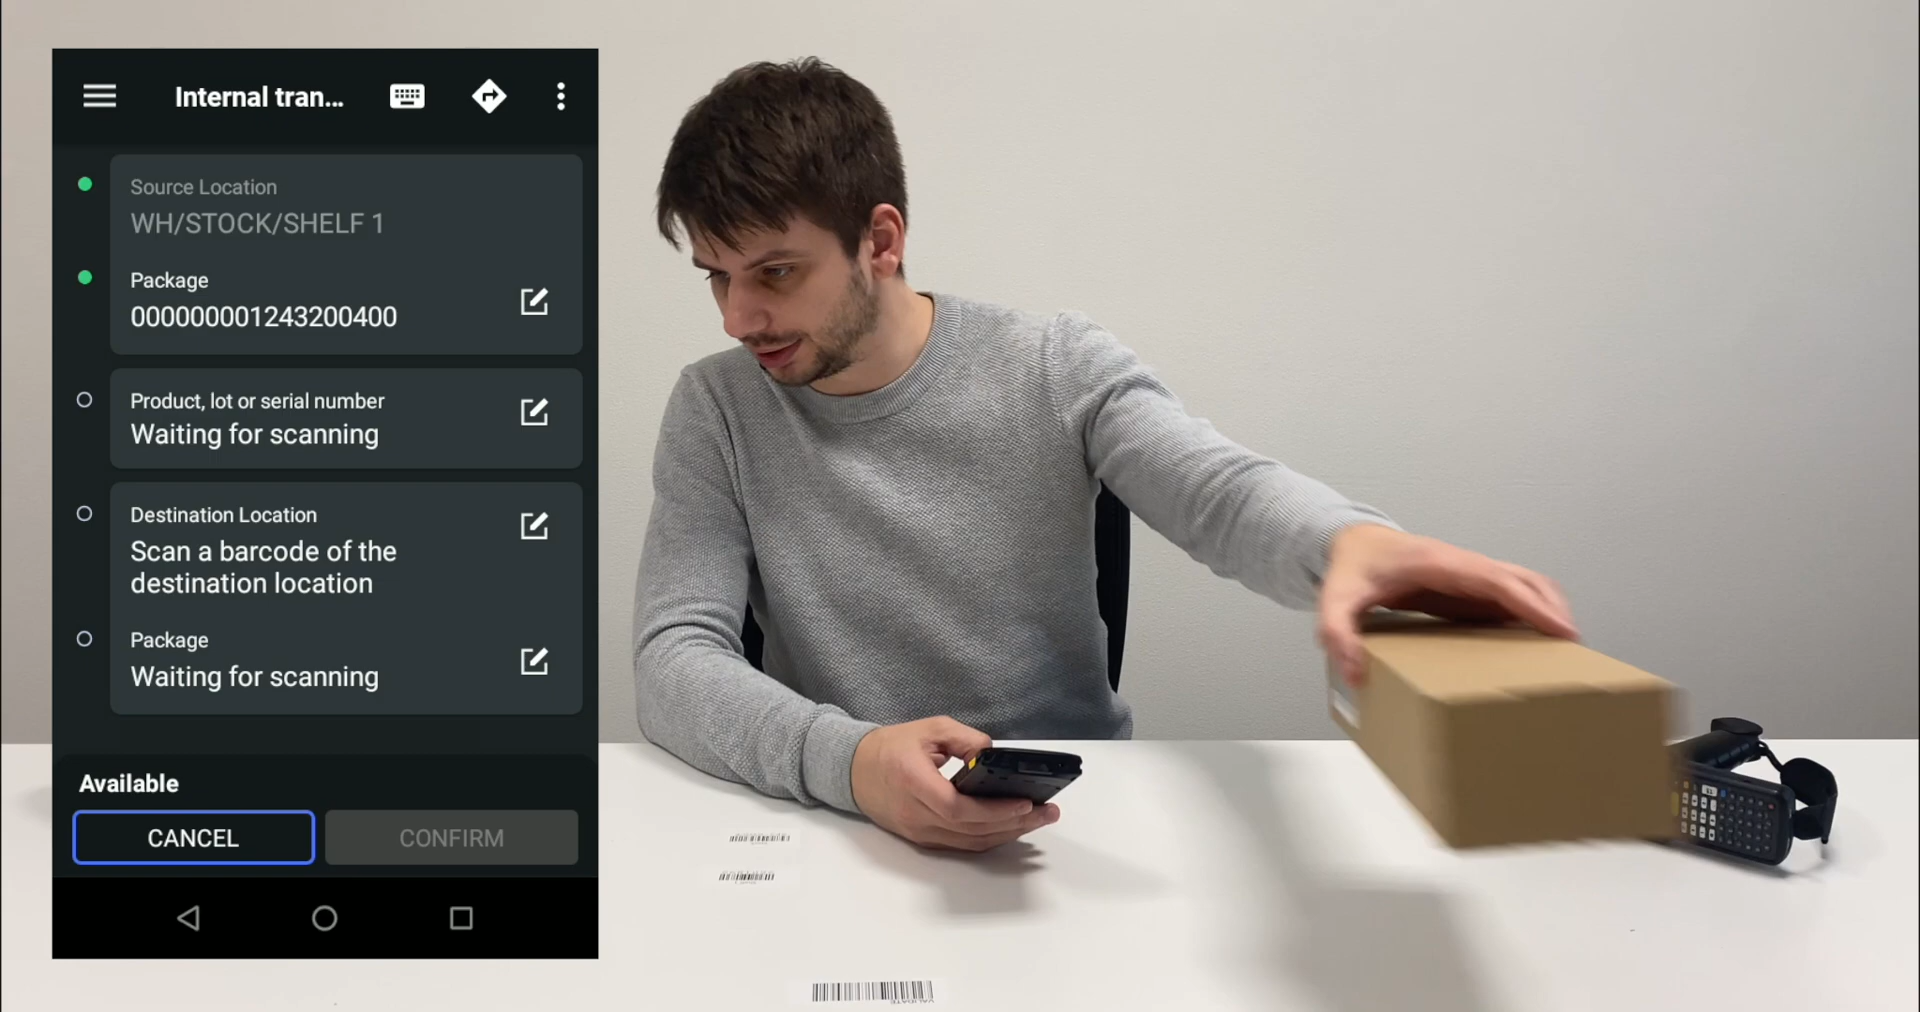 Internal tran...
Source Location
WH/STOCK/SHELF 1
Package
000000001243200400
Product, lot or serial number
Waiting for scanning
Destination Location
Scan a barcode of the
destination location
Package
Waiting for scanning
Available
CANCEL
CONFIRM
VALIDATE